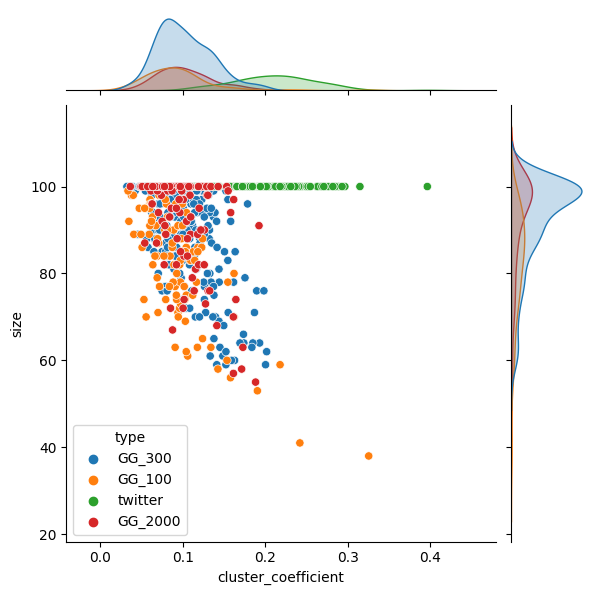 100
80
60
40
20
size
type
GG_300
GG_100
twitter
GG_2000
0.0 0.1 0.2 0.3 0.4
cluster_coefficient